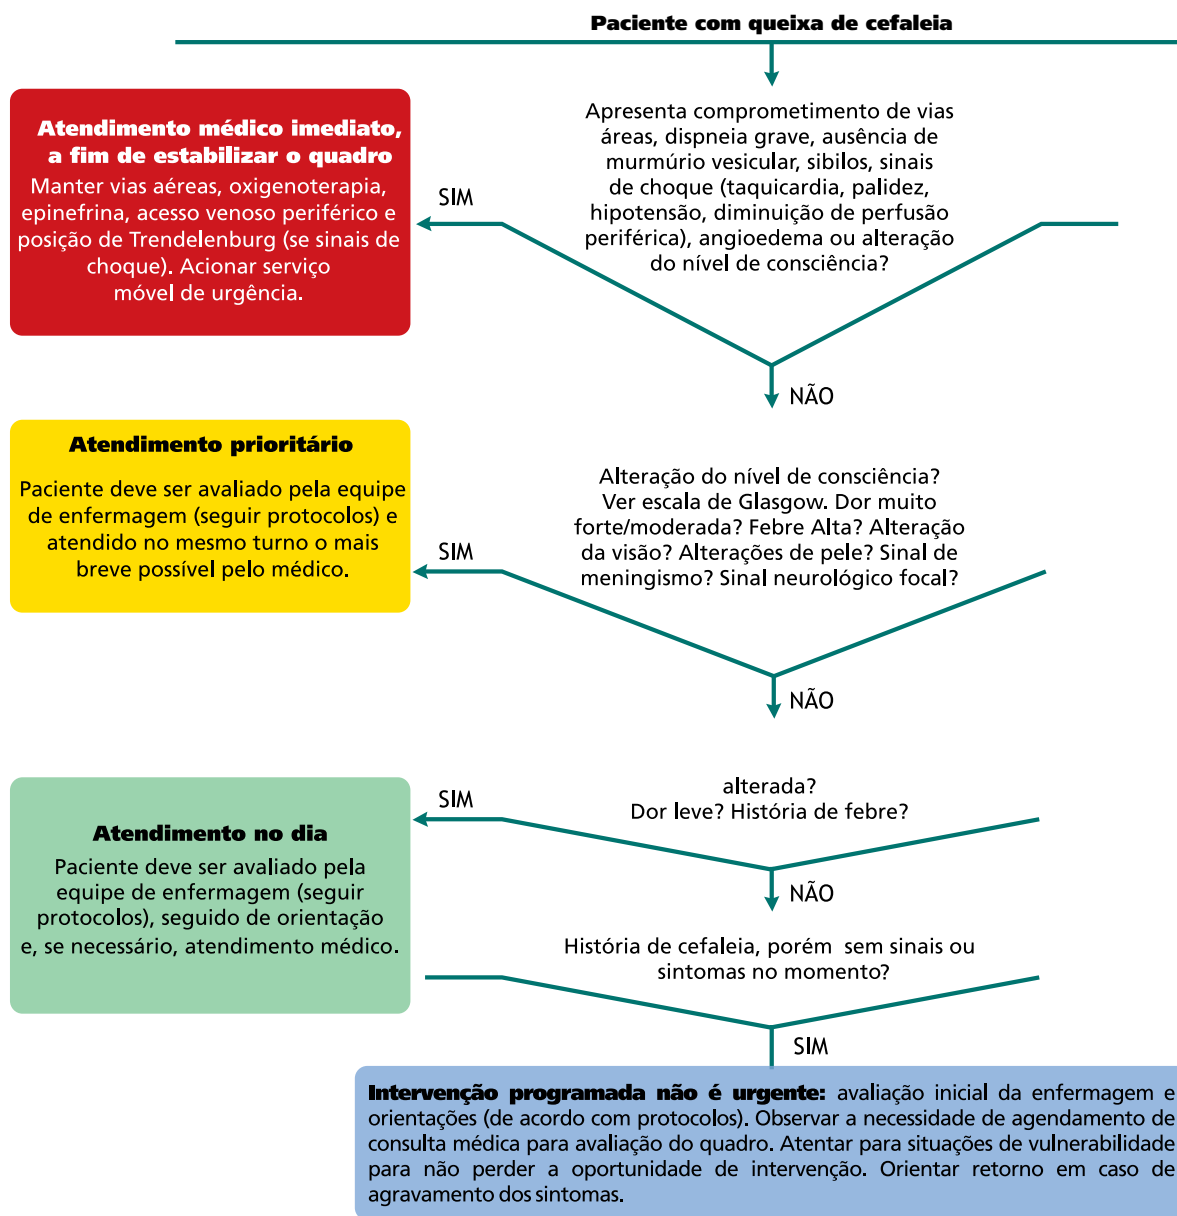 Paciente com queixa de cefaleia
Atendimento médico imediato,
a fim de estabilizar o quadro
Manter vias aéreas, oxigenoterapia,
epinefrina, acesso venoso periférico e
posição de Trendelenburg (se sinais de
choque). Acionar serviço
móvel de urgência.
SIM
Apresenta comprometimento de vias
áreas, dispneia grave, ausência de
murmúrio vesicular, sibilos, sinais
de choque (taquicardia, palidez,
hipotensão, diminuição de perfusão
periférica), angioedema ou alteração
do nível de consciência?
NÃO
Atendimento prioritário
Paciente deve ser avaliado pela equipe
de enfermagem (seguir protocolos) e
atendido no mesmo turno o mais
breve possível pelo médico.
SIM
Alteração do nível de consciência?
Ver escala de Glasgow. Dor muito
forte/moderada? Febre Alta? Alteração
da visão? Alterações de pele? Sinal de
meningismo? Sinal neurológico focal?
NÃO
Atendimento no dia
Paciente deve ser avaliado pela
equipe de enfermagem (seguir
protocolos), seguido de orientação
e, se necessário, atendimento médico.
SIM
alterada?
Dor leve? História de febre?
NÃO
História de cefaleia, porém  sem sinais ou
sintomas no momento?
SIM
Intervenção programada não é urgente: avaliação inicial da enfermagem e
orientações (de acordo com protocolos). Observar a necessidade de agendamento de
consulta médica para avaliação do quadro. Atentar para situações de vulnerabilidade
para não perder a oportunidade de intervenção. Orientar retorno em caso de
agravamento dos sintomas.